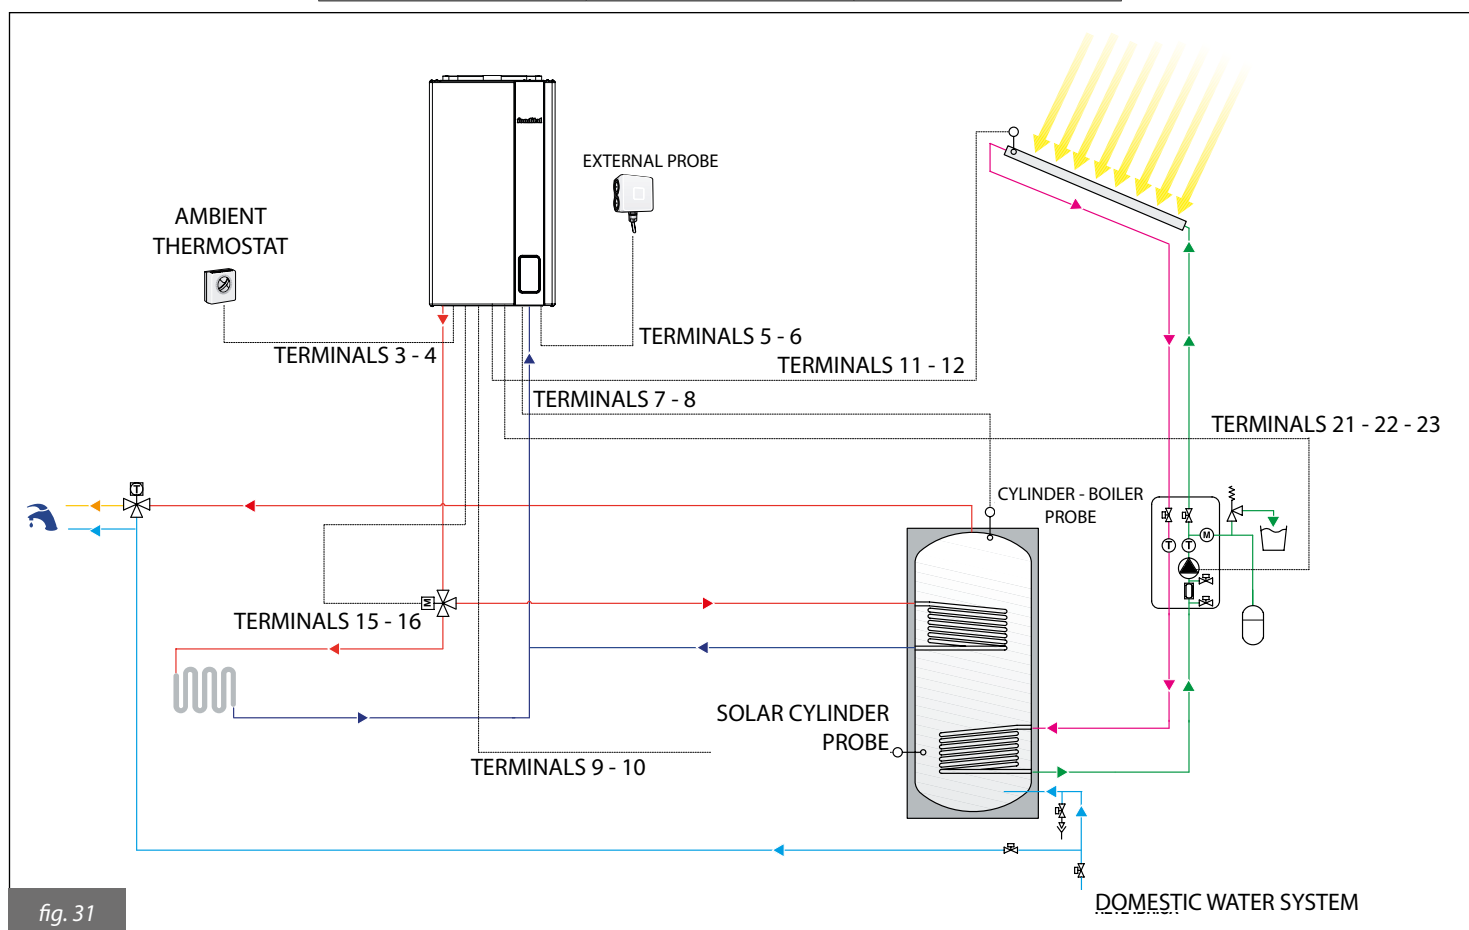 EXTERNAL PROBE
AMBIENT
THERMOSTAT
TERMINALS 5 - 6
TERMINALS 3 - 4
TERMINALS 11 - 12
TERMINALS 7 - 8
TERMINALS 21 - 22 - 23
T
CYLINDER - BOILER
PROBE
M
T
T
M
TERMINALS 15 - 16
SOLAR CYLINDER
PROBE
TERMINALS 9 - 10
DOMESTIC WATER SYSTEM
fig. 31